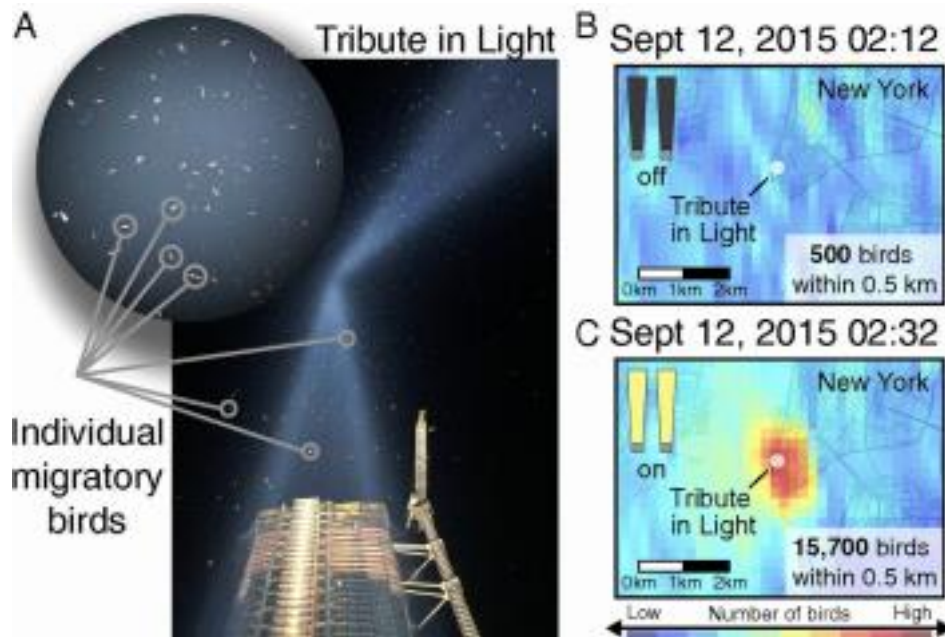 A
Tribute in Light
Individual
migratory
birds
B
Sept 12, 2015 02:12
New York
off
Tribute
in Light
500 birds
within 0.5 km
0km 1km 2km
C
Sept 12, 2015 02:32
New York
on
Tribute
in Light
15,700 birds
within 0.5 km
0km 1km 2km
Low Number of birds High